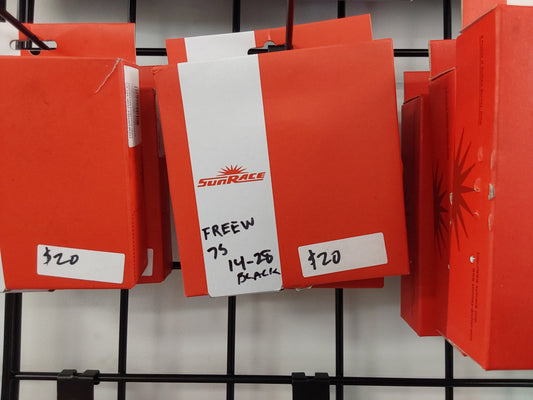 SUNRACE
FREEW
7S
14-28
BLACK
$20
$20